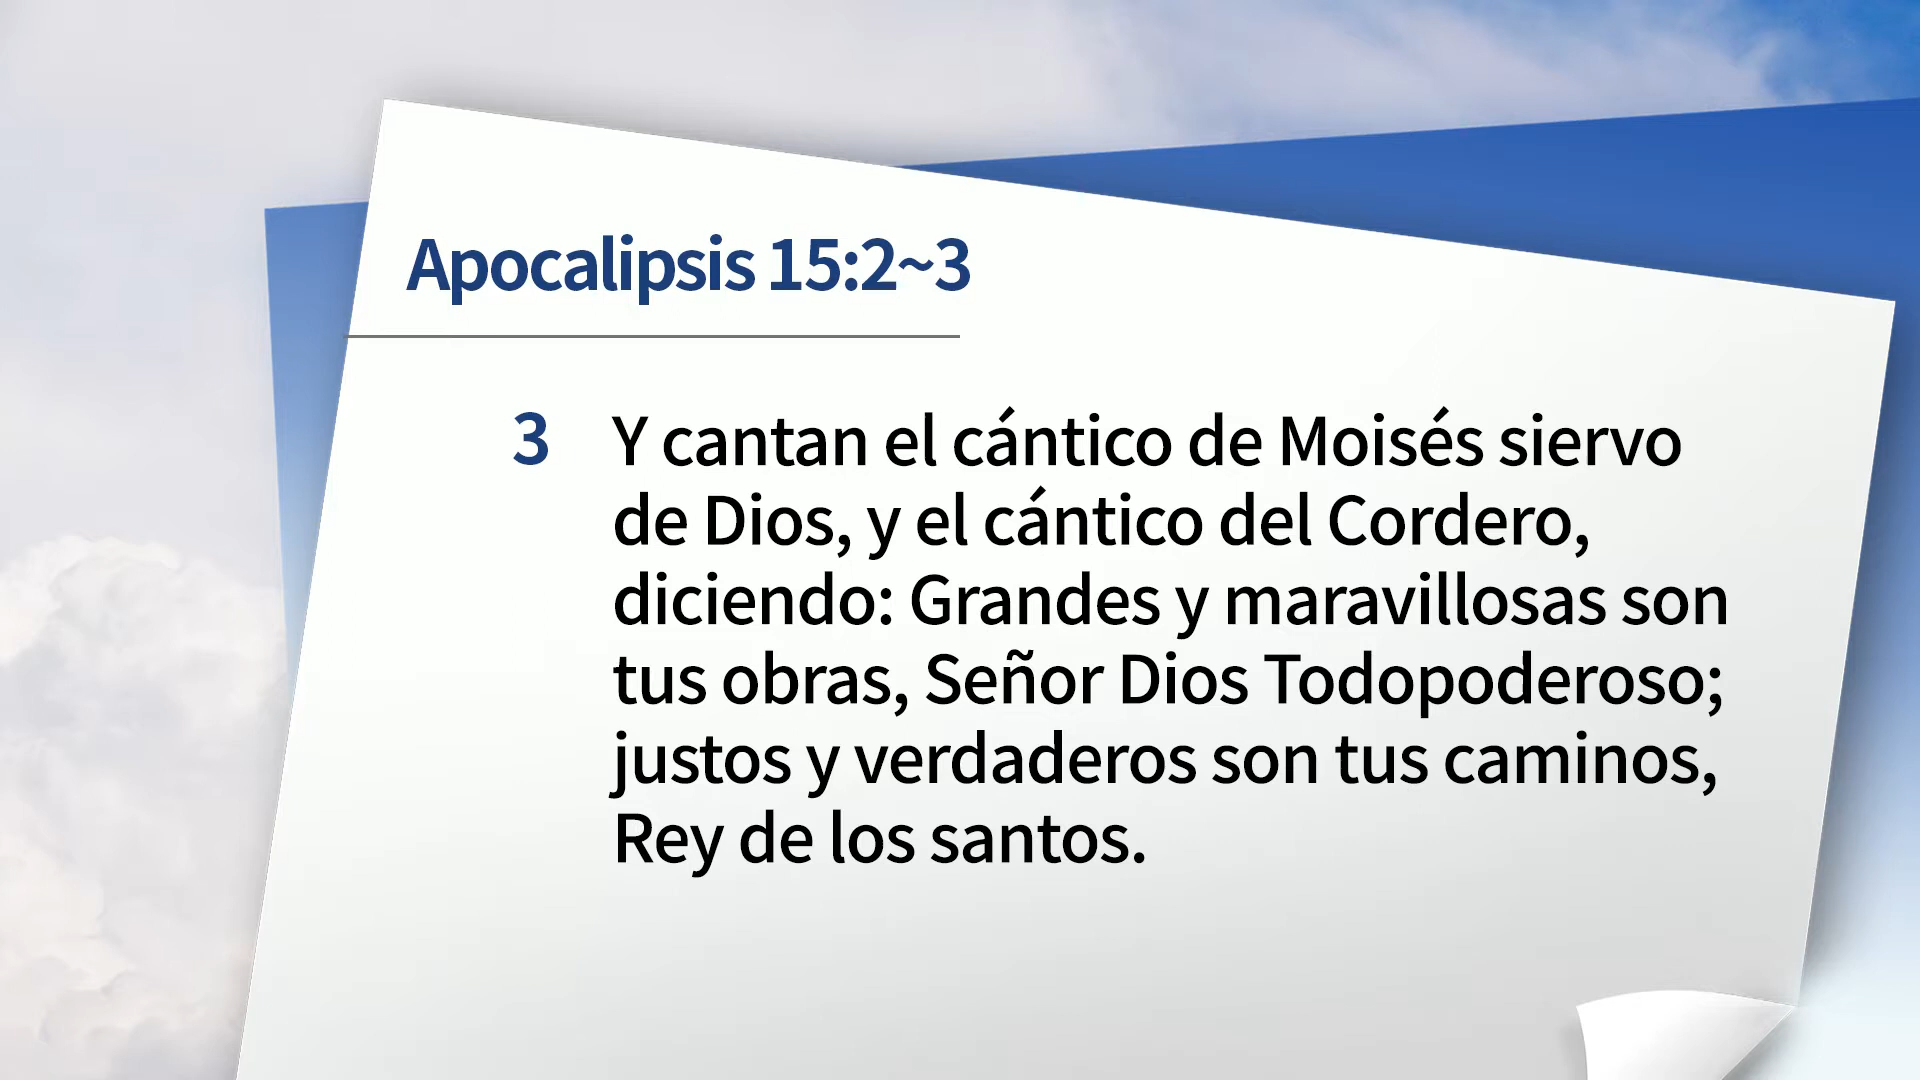 Apocalipsis 15:2~3
3 Y cantan el cántico de Moisés siervo
de Dios, y el cántico del Cordero,
diciendo: Grandes y maravillosas son
tus obras, Señor Dios Todopoderoso;
justos y verdaderos son tus caminos,
Rey de los santos.